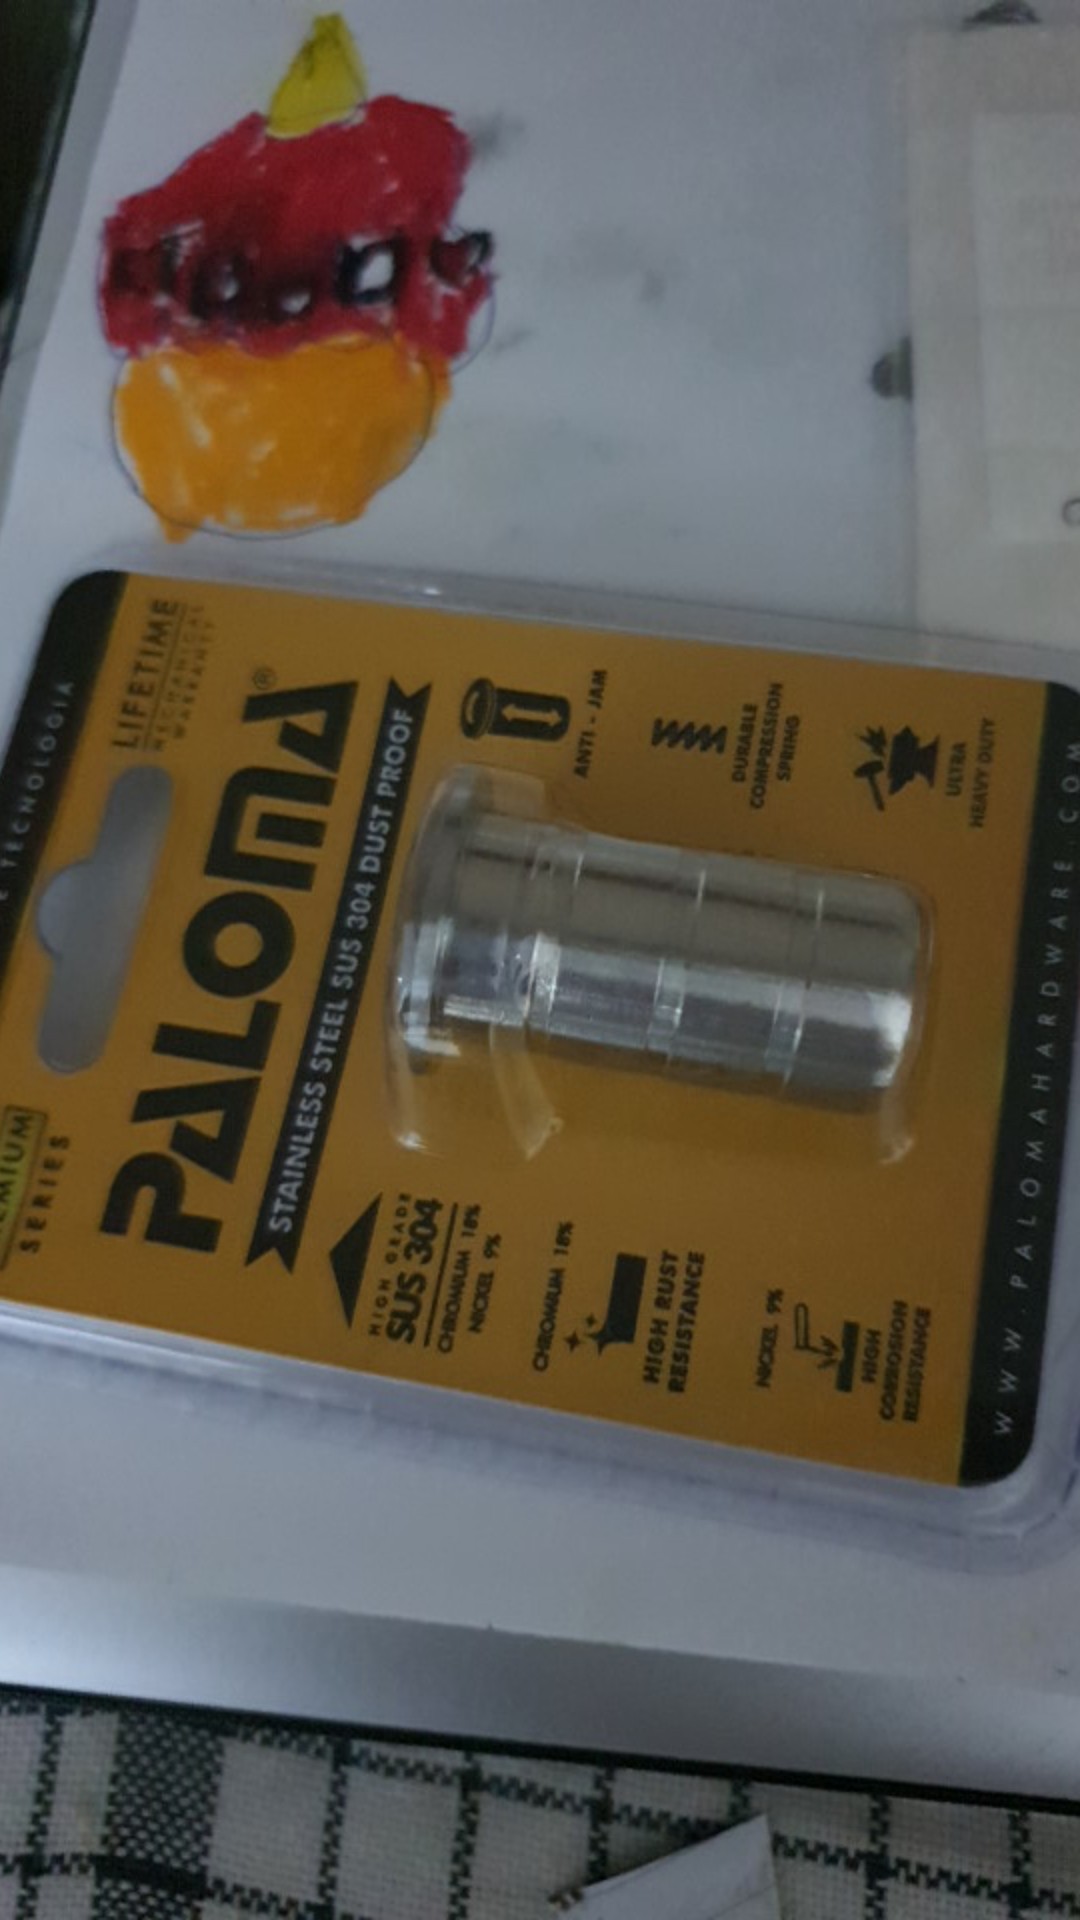 TECNOLOGIA
LIFETIME
MECHANICAL
WARRANTY
SERIES
PALOMA®
STAINLESS STEEL SUS 304 DUST PROOF
ANTI - JAM
DURABLE
COMPRESSION
SPRING
ULTRA
HEAVY DUTY
HIGH GRADE
SUS 304
CHROMIUM 18%
NICKEL 9%
CHROMIUM 18%
HIGH RUST
RESISTANCE
NICKEL 9%
HIGH
CORROSION
RESISTANCE
WWW.PALOMAHARDWARE.COM